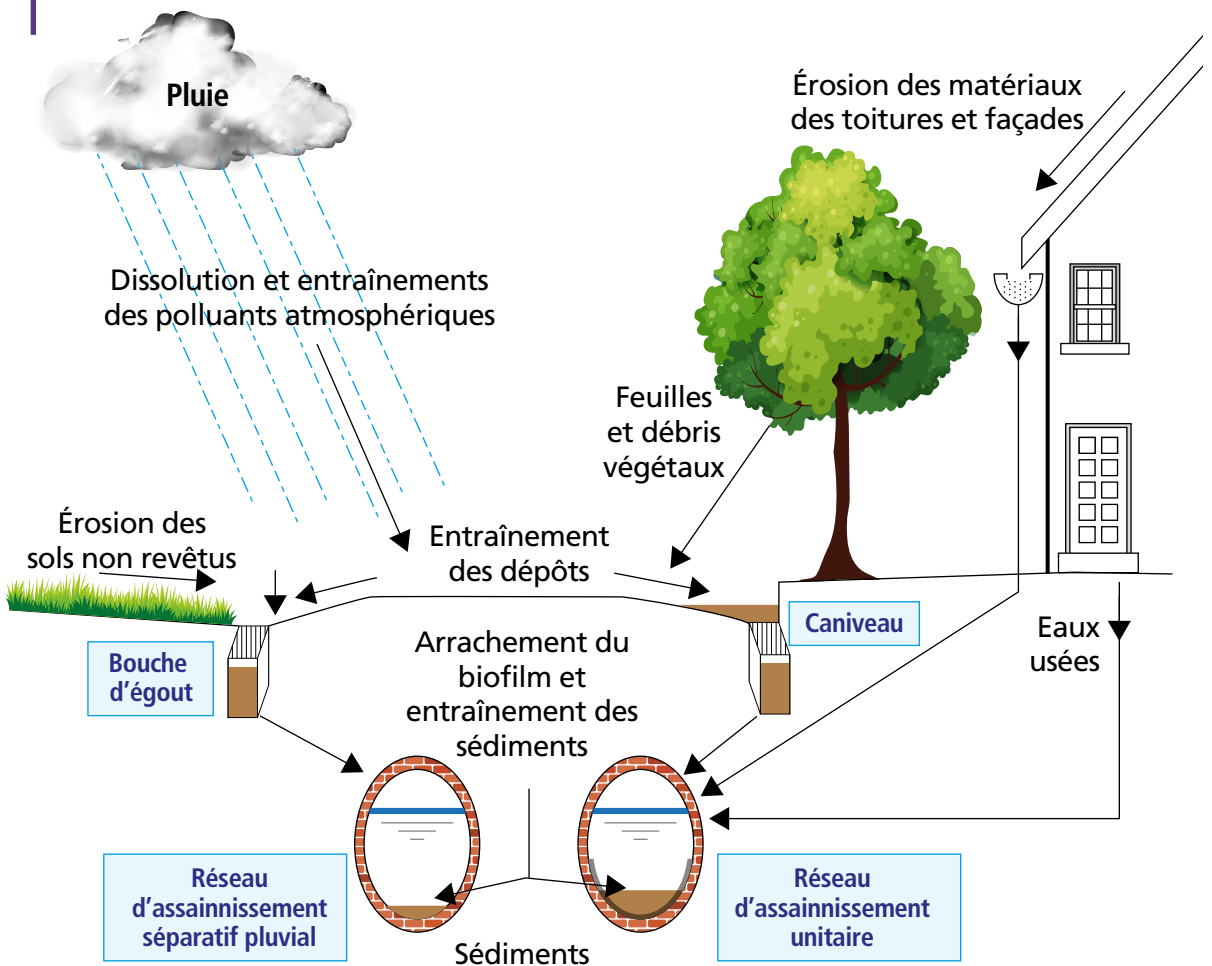 Pluie
Érosion des matériaux
des toitures et façades
Dissolution et entraînements
des polluants atmosphériques
Feuilles
et débris
végétaux
Érosion des
sols non revêtus
Entraînement
des dépôts
Caniveau
Eaux
usées
Bouche
d'égout
Arrachement du
biofilm et
entraînement des
sédiments
Réseau
d'assainnissement
séparatif pluvial
Réseau
d'assainnissement
unitaire
Sédiments